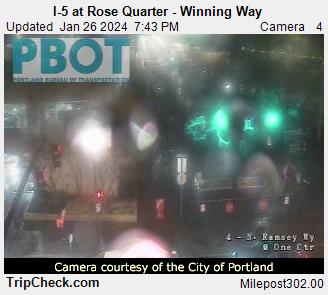 I-5 at Rose Quarter - Winning Way
Updated Jan 26 2024 7:43 PM Camera 4
PBOT
PORTLAND BUREAU OF TRANSPORTATION
4 - N. Ramsey Wy
@ One Ctr
Camera courtesy of the City of Portland
TripCheck.com Milepost302.00